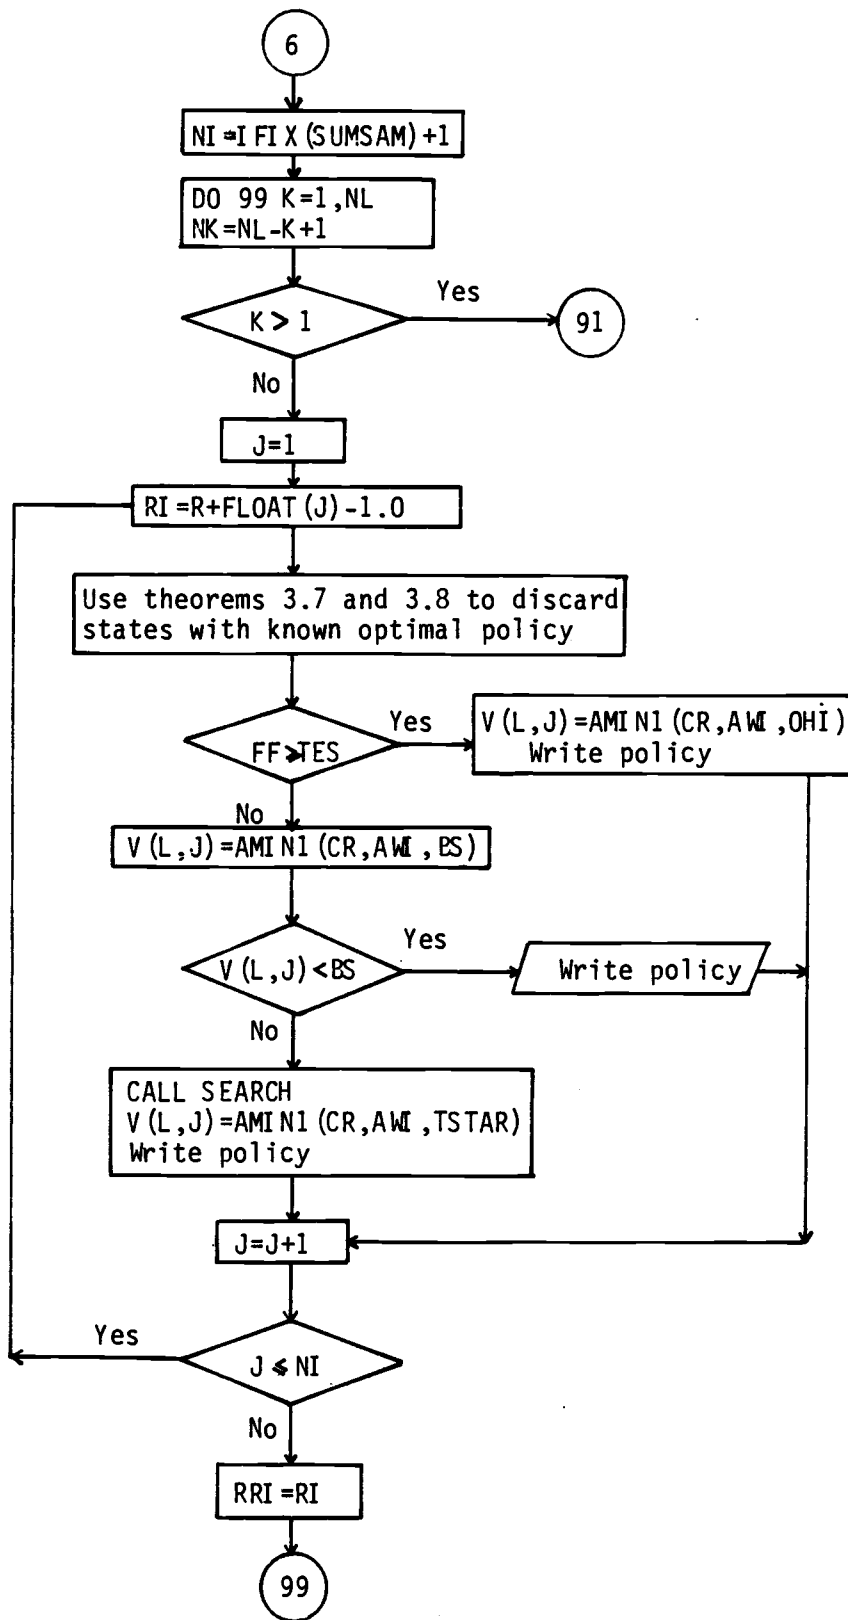 6
NI=IFIX(SUMSAM)+1
DO 99 K=1,NL
NK=NL-K+1
K > 1
Yes
91
No
J=1
RI=R+FLOAT(J)-1.0
Use theorems 3.7 and 3.8 to discard
states with known optimal policy
FF>TES
Yes
V(L,J)=AMIN1(CR,AWI,OHI)
Write policy
No
V(L,J)=AMIN1(CR,AWI,BS)
V(L,J)<BS
Yes
Write policy
No
CALL SEARCH
V(L,J)=AMIN1(CR,AWI,TSTAR)
Write policy
J=J+1
Yes
J ≤ NI
No
RRI=RI
99